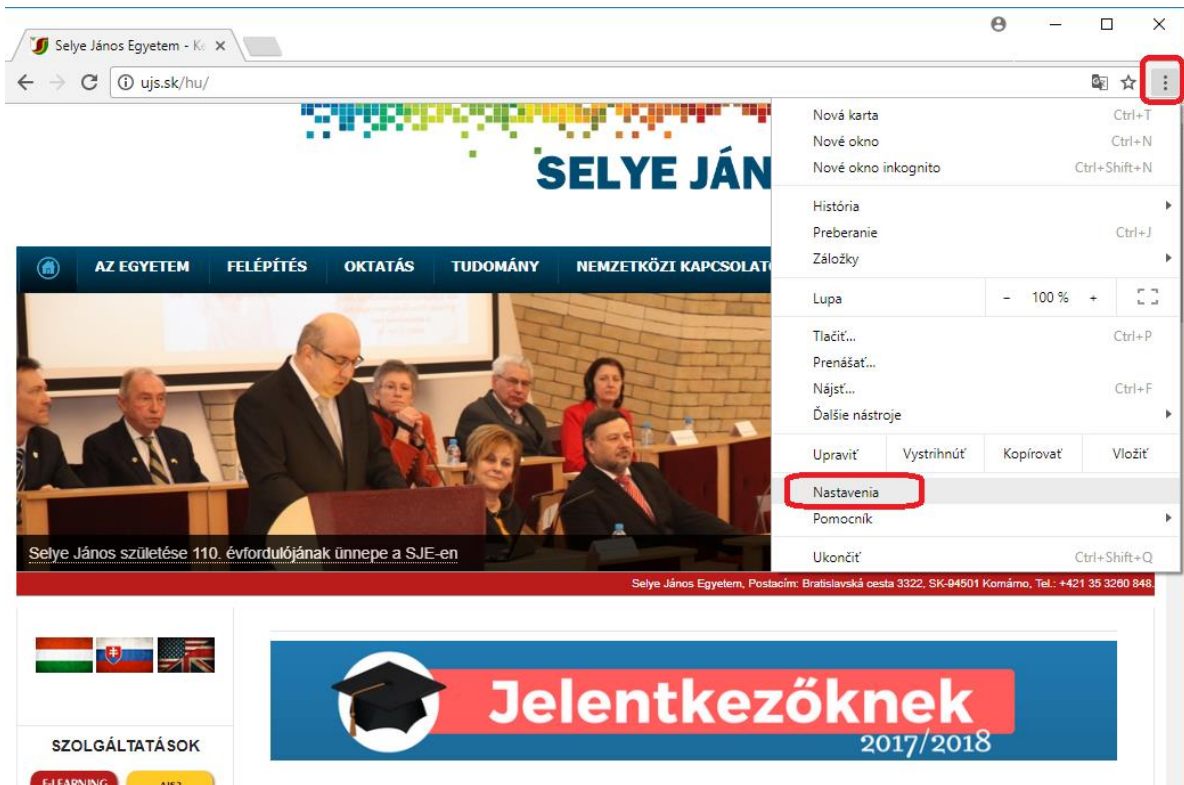 Selye János Egyetem - Ke
ujs.sk/hu/
SELYE JÁN
AZ EGYETEM FELÉPÍTÉS OKTATÁS TUDOMÁNY NEMZETKÖZI KAPCSOLATO
Nová karta Ctrl+T
Nové okno Ctrl+N
Nové okno inkognito Ctrl+Shift+N
História
Preberanie Ctrl+J
Záložky
Lupa - 100 % +
Tlačiť... Ctrl+P
Prenášať...
Nájsť... Ctrl+F
Ďalšie nástroje
Upraviť Vystrihnúť Kopírovať Vložiť
Nastavenia
Pomocník
Ukončiť Ctrl+Shift+Q
Selye János születése 110. évfordulójának ünnepe a SJE-en
Selye János Egyetem, Postacím: Bratislavská cesta 3322, SK-94501 Komárno, Tel.: +421 35 3260 848.
Jelentkezőknek
2017/2018
SZOLGÁLTATÁSOK
E-LEARNING